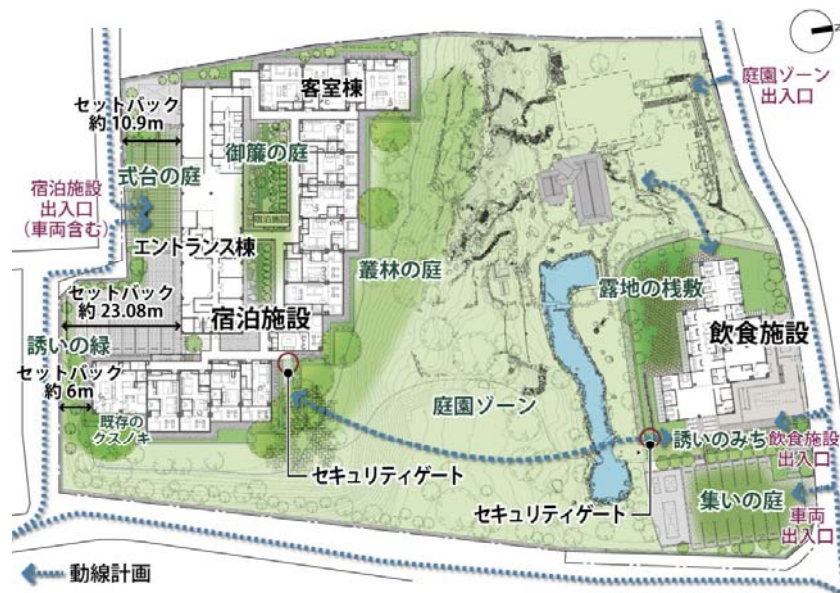 客室棟
セットバック
約 10.9m
御簾の庭
式台の庭
宿泊施設
出入口
(車両含む)
宿泊施設
エントランス棟
セットバック
約 23.08m
宿泊施設
誘いの緑
セットバック
約 6m
既存の
クスノキ
叢林の庭
庭園ゾーン
セキュリティゲート
セキュリティゲート
庭園ゾーン
出入口
露地の桟敷
飲食施設
誘いのみち
飲食施設
出入口
集いの庭
車両
出入口
動線計画